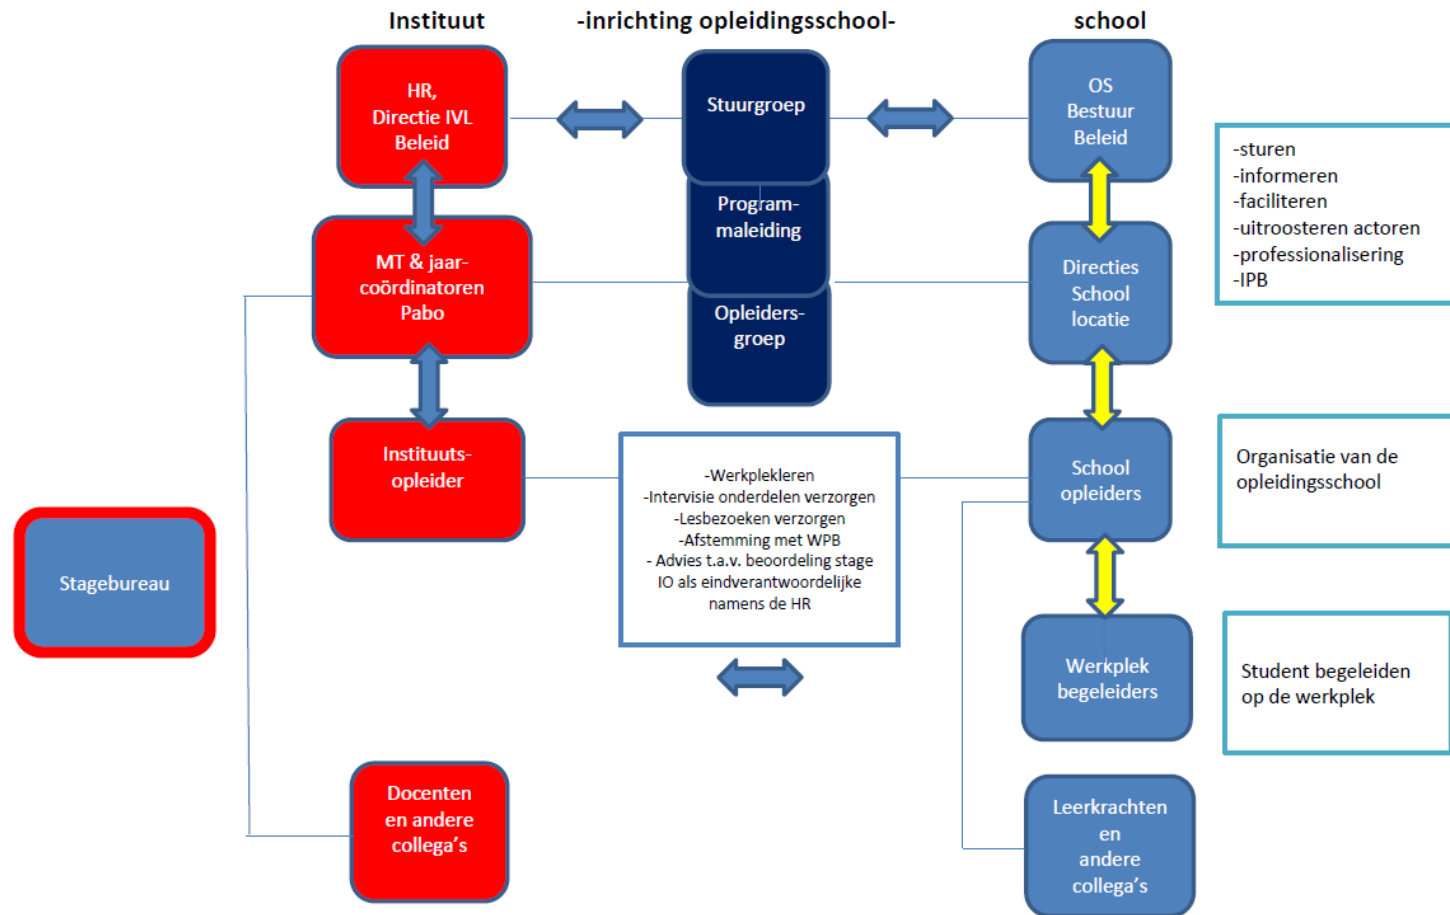 Instituut
-inrichting opleidingsschool-
school
HR,
Directie IVL
Beleid
Stuurgroep
OS
Bestuur
Beleid
-sturen
-informeren
-faciliteren
-uitroosteren actoren
-professionalisering
-IPB
MT & jaar-
coördinatoren
Pabo
Program-
maleiding
Directies
School
locatie
Opleiders-
groep
Instituuts-
opleider
-Werkplekleren
-Intervisie onderdelen verzorgen
-Lesbezoeken verzorgen
-Afstemming met WPB
- Advies t.a.v. beoordeling stage
IO als eindverantwoordelijke
namens de HR
School
opleiders
Organisatie van de
opleidingsschool
Stagebureau
Werkplek
begeleiders
Student begeleiden
op de werkplek
Docenten
en andere
collega's
Leerkrachten
en
andere
collega's